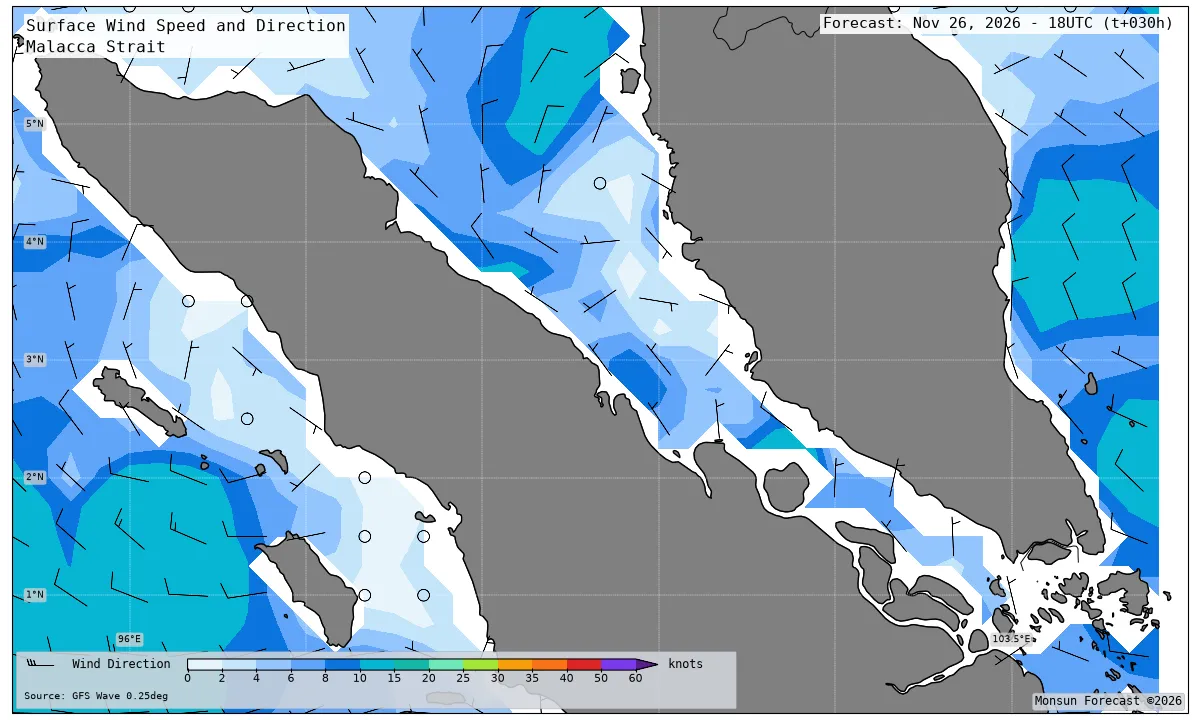 Surface Wind Speed and Direction
Malacca Strait
Forecast: Nov 26, 2026 - 18UTC (t+030h)
5°N
4°N
3°N
2°N
1°N
96°E
103.5°E
Wind Direction
0 2 4 6 8 10 15 20 25 30 35 40 50 60
knots
Source: GFS Wave 0.25deg
Monsun Forecast ©2026